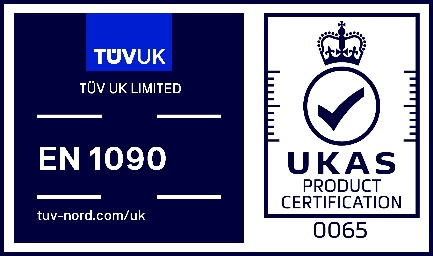 TÜVUK
TÜV UK LIMITED
EN 1090
tuv-nord.com/uk
UKAS
PRODUCT
CERTIFICATION
0065